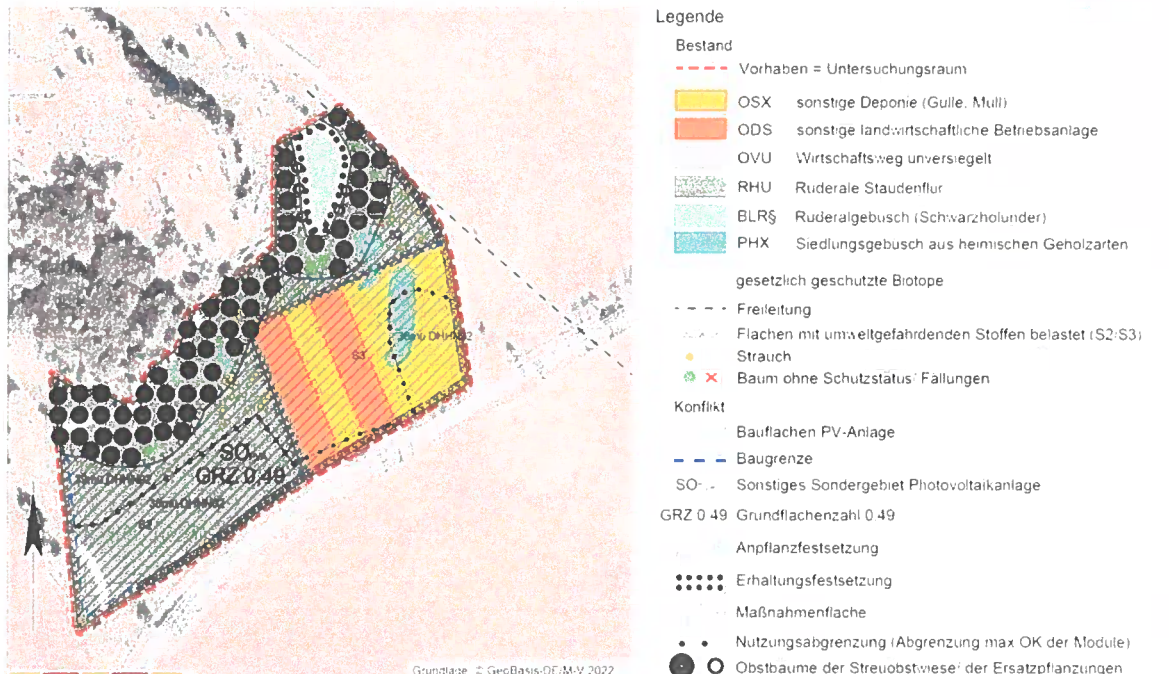 Legende
Bestand
Vorhaben = Untersuchungsraum
OSX sonstige Deponie (Gulle, Mull)
ODS sonstige landwirtschaftliche Betriebsanlage
OVU Wirtschaftsweg unversiegelt
RHU Ruderale Staudenflur
BLR§ Ruderalgebusch (Schwarzholunder)
PHX Siedlungsgebusch aus heimischen Geholzarten
gesetzlich geschutzte Biotope
Freileitung
Flachen mit umweltgefahrdenden Stoffen belastet (S2;S3)
Strauch
Baum ohne Schutzstatus/ Fallungen
Konflikt
Bauflachen PV-Anlage
Baugrenze
SO Sonstiges Sondergebiet Photovoltaikanlage
GRZ 0.49 Grundflachenzahl 0.49
Anpflanzfestsetzung
Erhaltungsfestsetzung
Maßnahmenflache
Nutzungsabgrenzung (Abgrenzung max OK der Module)
Obstbaume der Streuobstwiese/ der Ersatzpflanzungen
S3
SO
GRZ 0.49
S2
Grundlage © GeoBasis-DE/M-V 2022